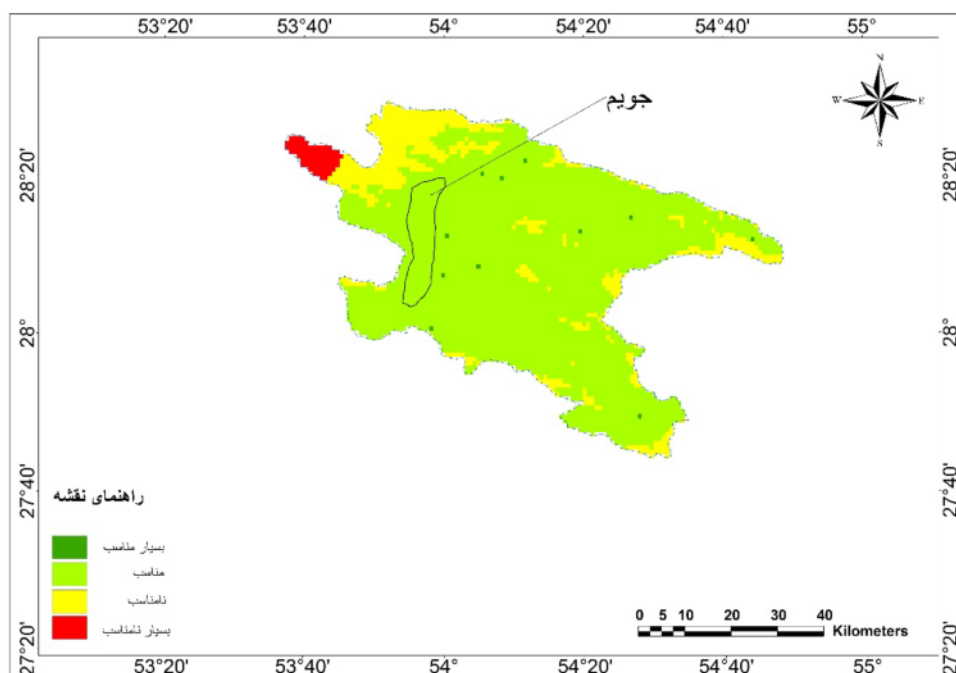 53°20' 53°40' 54° 54°20' 54°40' 55°
N
W E
S
جویم
28°20' 28°20'
28° 28°
27°40' 27°40'
27°20' 27°20'
راهنمای نقشه
بسیار مناسب
مناسب
نامناسب
بسیار نامناسب
0 5 10 20 30 40
Kilometers
53°20' 53°40' 54° 54°20' 54°40' 55°